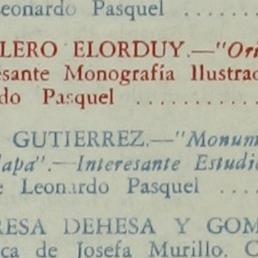 Leonardo Pasquel
LERO ELORDUY.—"Ori
esante Monografía Ilustrad
do Pasquel ..........
GUTIERREZ.—"Monum
lapa".—Interesante Estudi
e Leonardo Pasquel ....
RESA DEHESA Y GOM
ca de Josefa Murillo. C